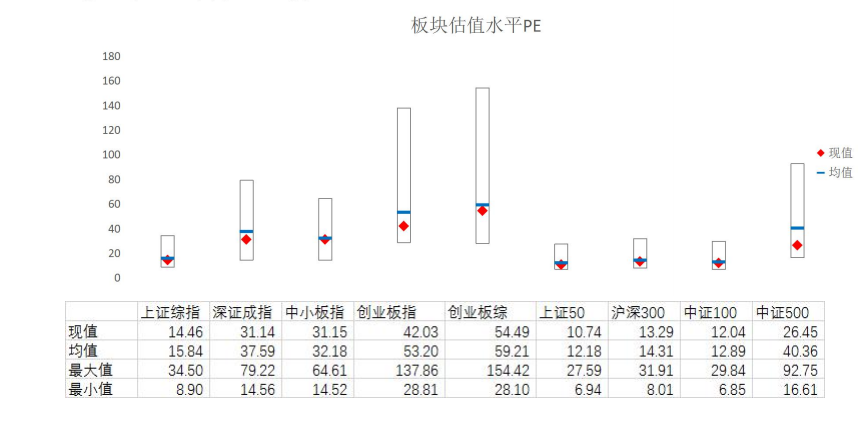 板块估值水平PE
180
160
140
120
100
80
60
40
20
0
现值
均值
上证综指 深证成指 中小板指 创业板指 创业板综 上证50 沪深300 中证100 中证500
现值 14.46 31.14 31.15 42.03 54.49 10.74 13.29 12.04 26.45
均值 15.84 37.59 32.18 53.20 59.21 12.18 14.31 12.89 40.36
最大值 34.50 79.22 64.61 137.86 154.42 27.59 31.91 29.84 92.75
最小值 8.90 14.56 14.52 28.81 28.10 6.94 8.01 6.85 16.61